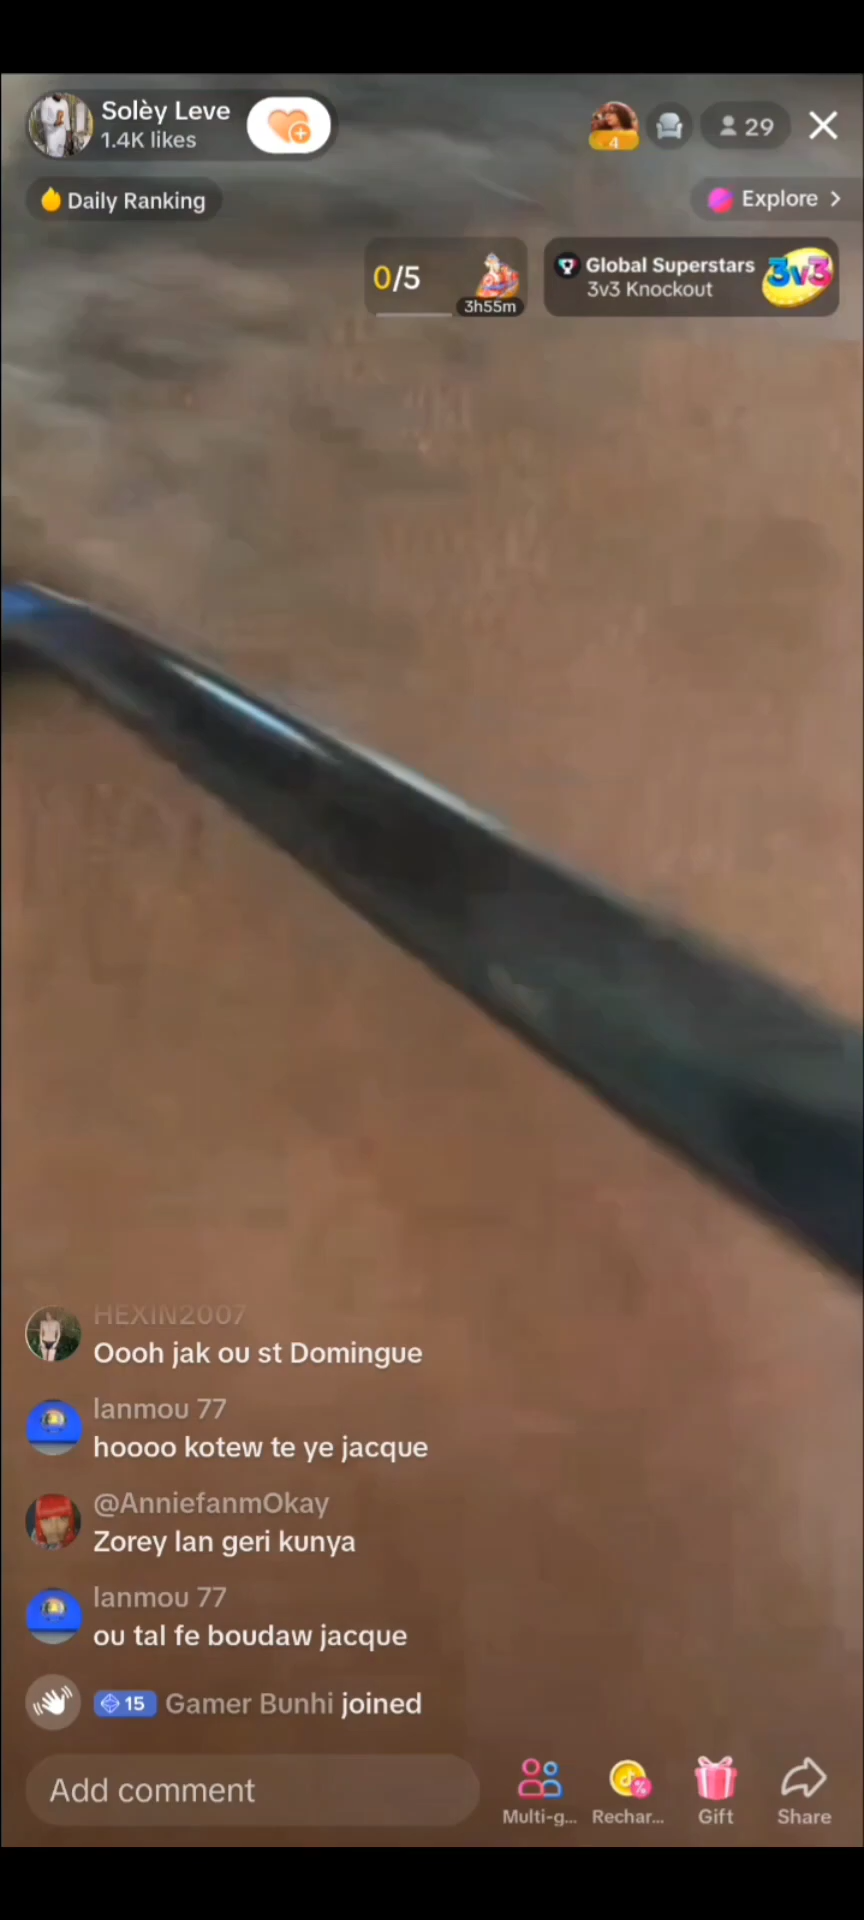 Solèy Leve
1.4K likes
4
29
Daily Ranking
Explore
0/5
3h55m
Global Superstars
3v3 Knockout
3v3
HEXIN2007
Oooh jak ou st Domingue
lanmou 77
hoooo kotew te ye jacque
@AnniefanmOkay
Zorey lan geri kunya
lanmou 77
ou tal fe boudaw jacque
15 Gamer Bunhi joined
Add comment
Multi-g...
Rechar...
Gift
Share